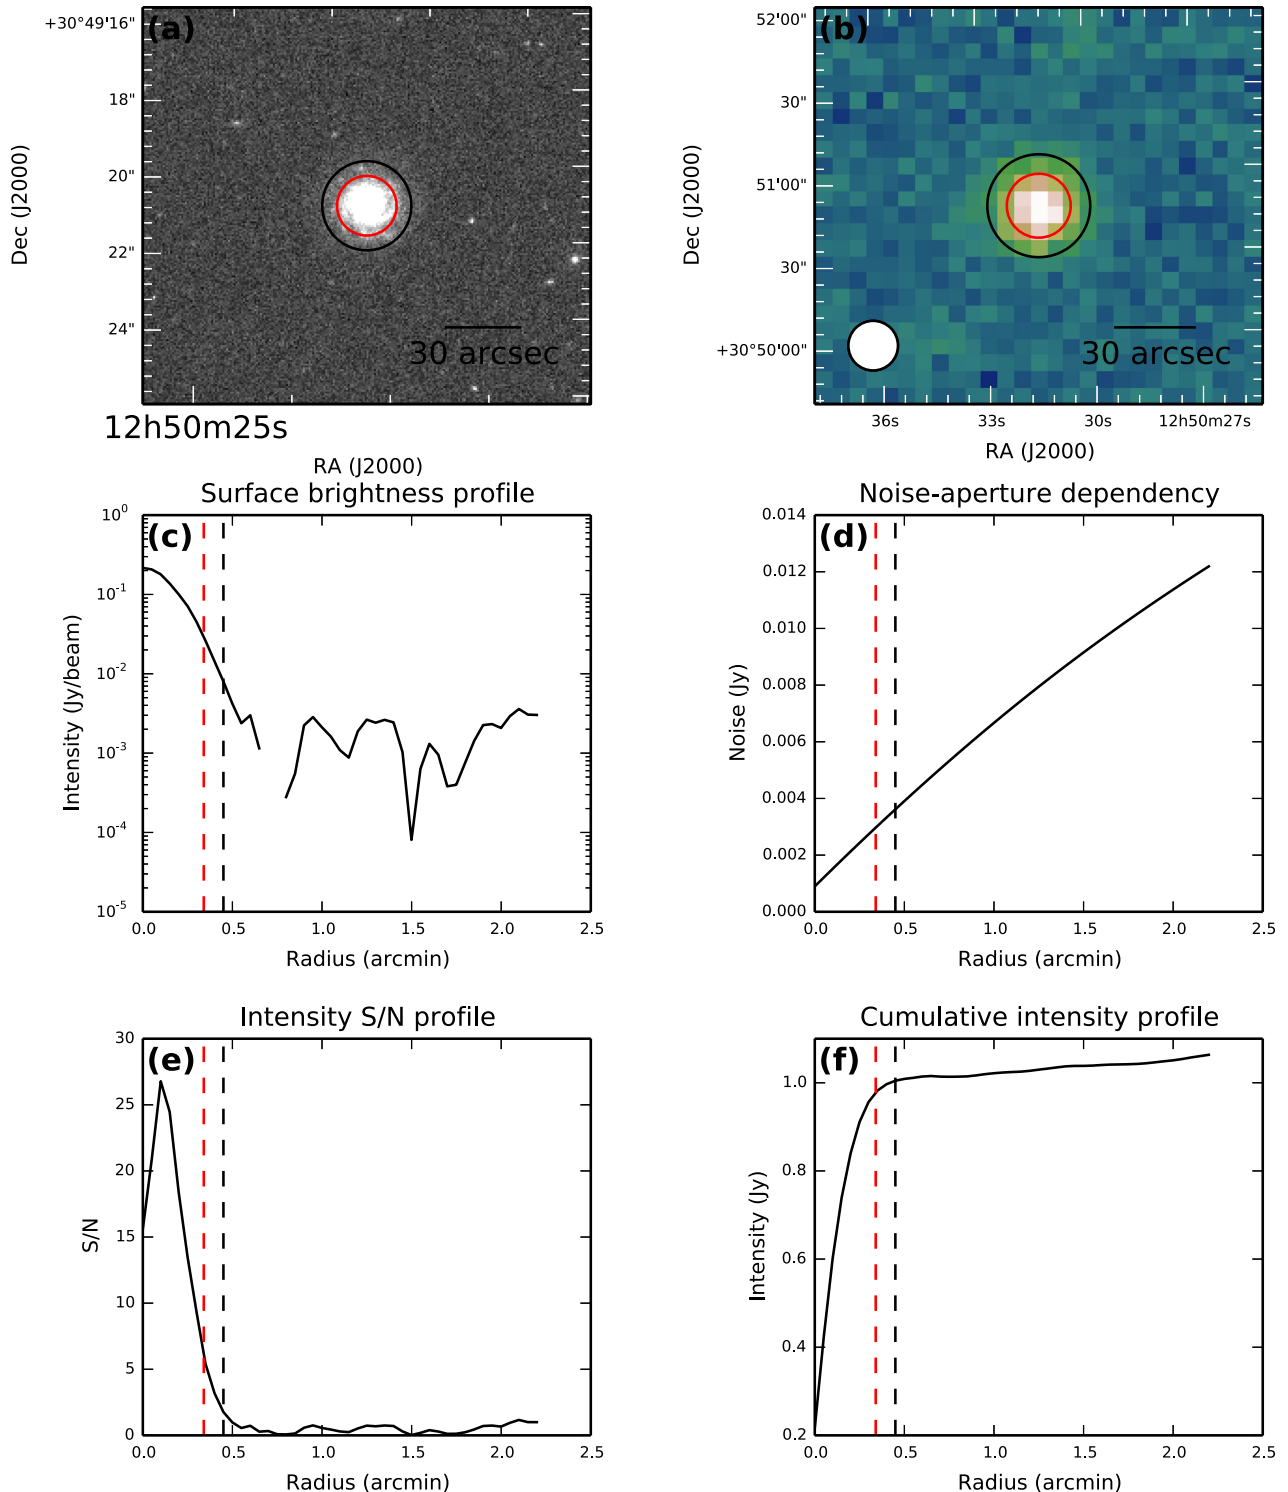 (a)
+30°49'16"
18"
20"
22"
24"
Dec (J2000)
30 arcsec
12h50m25s
RA (J2000)
(b)
52'00"
30"
51'00"
30"
+30°50'00"
Dec (J2000)
30 arcsec
36s 33s 30s 12h50m27s
RA (J2000)
Surface brightness profile
(c)
10^0
10^-1
10^-2
10^-3
10^-4
10^-5
Intensity (Jy/beam)
0.0 0.5 1.0 1.5 2.0 2.5
Radius (arcmin)
Noise-aperture dependency
(d)
0.014
0.012
0.010
0.008
0.006
0.004
0.002
0.000
Noise (Jy)
0.0 0.5 1.0 1.5 2.0 2.5
Radius (arcmin)
Intensity S/N profile
(e)
30
25
20
15
10
5
0
S/N
0.0 0.5 1.0 1.5 2.0 2.5
Radius (arcmin)
Cumulative intensity profile
(f)
1.0
0.8
0.6
0.4
0.2
Intensity (Jy)
0.0 0.5 1.0 1.5 2.0 2.5
Radius (arcmin)